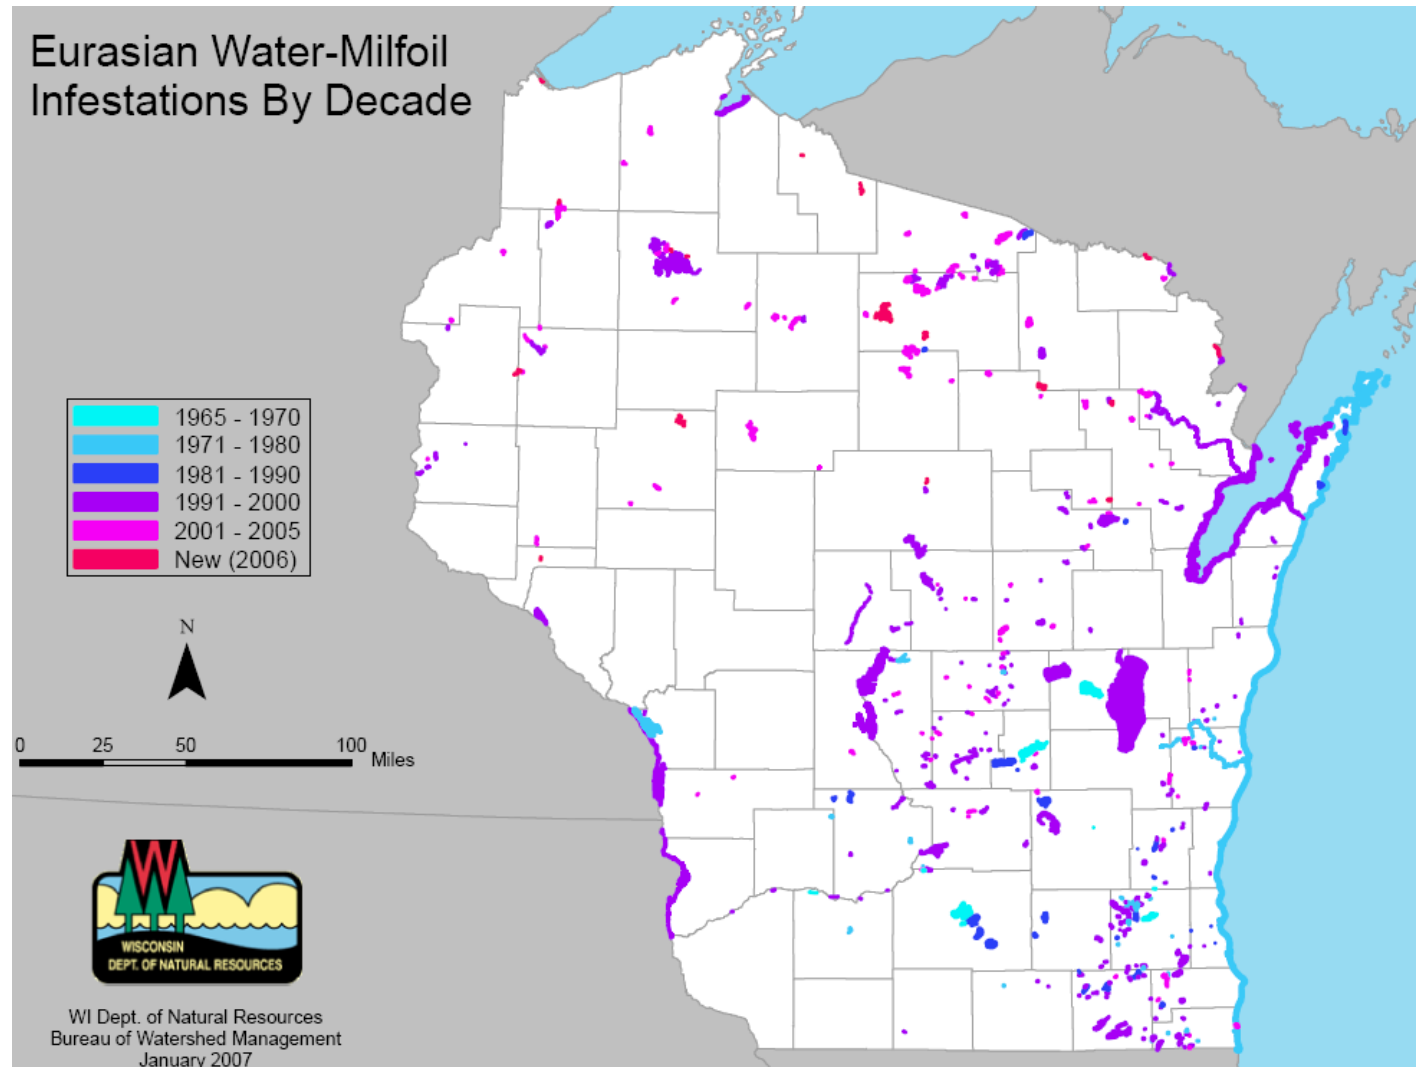 Eurasian Water-Milfoil
Infestations By Decade
1965 - 1970
1971 - 1980
1981 - 1990
1991 - 2000
2001 - 2005
New (2006)
N
0 25 50 100 Miles
W
WISCONSIN
DEPT. OF NATURAL RESOURCES
WI Dept. of Natural Resources
Bureau of Watershed Management
January 2007